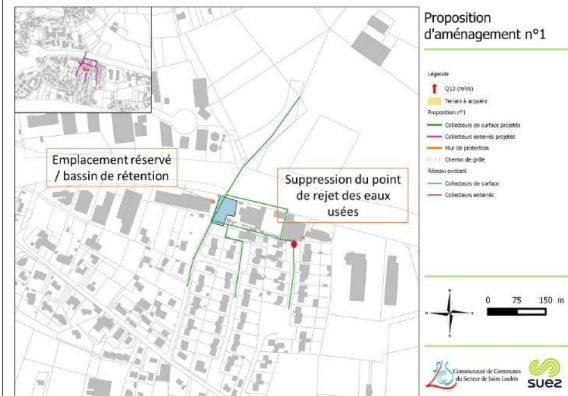 Proposition
d'aménagement n°1
Légende
Q10 (m³/s)
Terrain à acquérir
Proposition n°1
Collecteurs de surface projetés
Collecteurs enterrés projetés
Mur de protection
Chemin de grille
Réseau existant
Collecteurs de surface
Collecteurs enterrés
Emplacement réservé
/ bassin de rétention
Suppression du point
de rejet des eaux
usées
0 75 150 m
Communauté de Communes
du Secteur de Saint-Loubès
suez